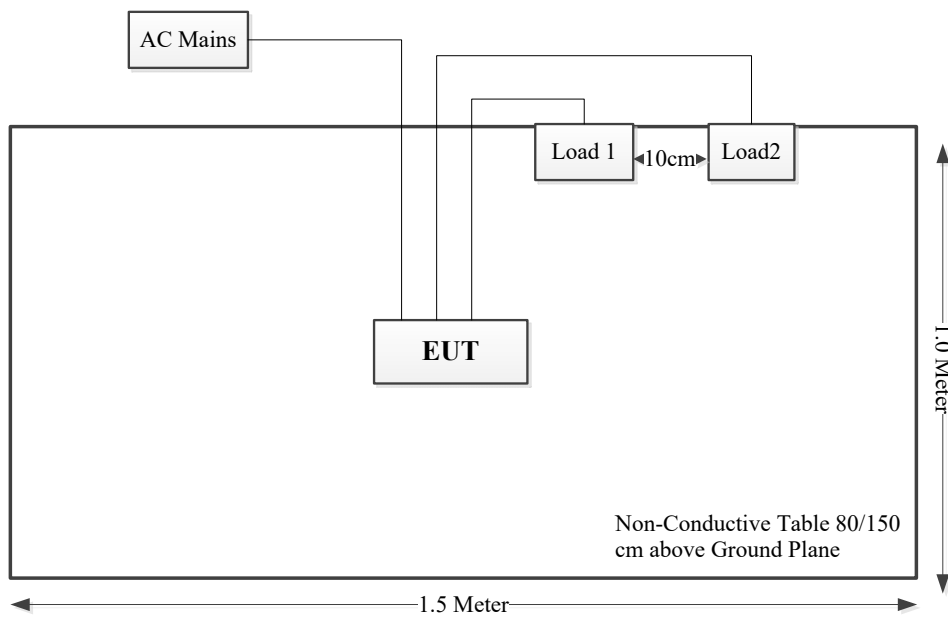 AC Mains
Load 1
10cm
Load2
EUT
1.0 Meter
Non-Conductive Table 80/150
cm above Ground Plane
1.5 Meter